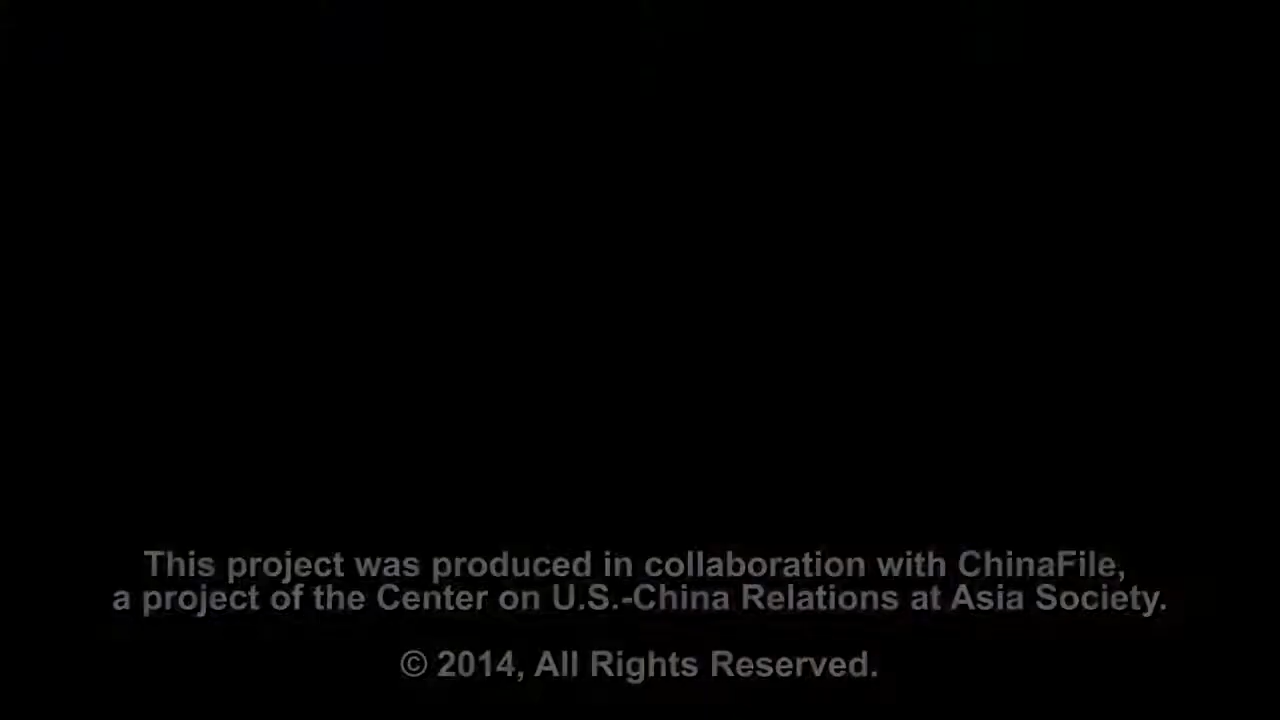 This project was produced in collaboration with ChinaFile,
a project of the Center on U.S.-China Relations at Asia Society.
© 2014, All Rights Reserved.